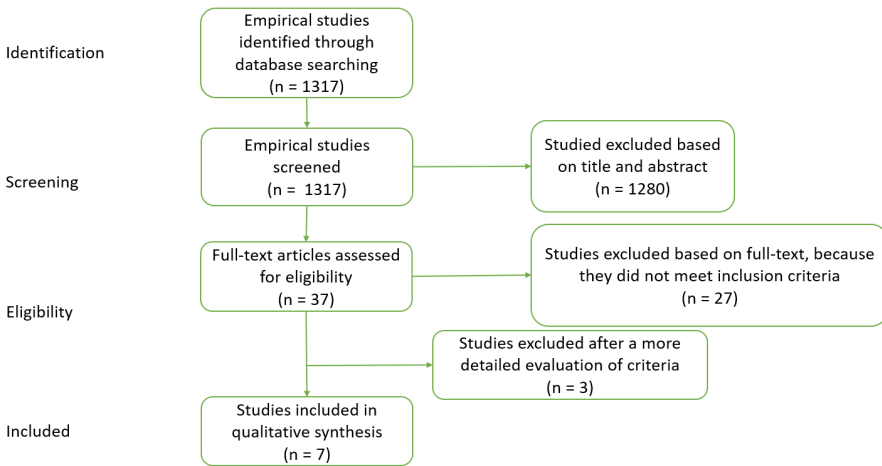 Identification
Empirical studies
identified through
database searching
(n = 1317)
Screening
Empirical studies
screened
(n = 1317)
Studied excluded based
on title and abstract
(n = 1280)
Eligibility
Full-text articles assessed
for eligibility
(n = 37)
Studies excluded based on full-text, because
they did not meet inclusion criteria
(n = 27)
Studies excluded after a more
detailed evaluation of criteria
(n = 3)
Included
Studies included in
qualitative synthesis
(n = 7)